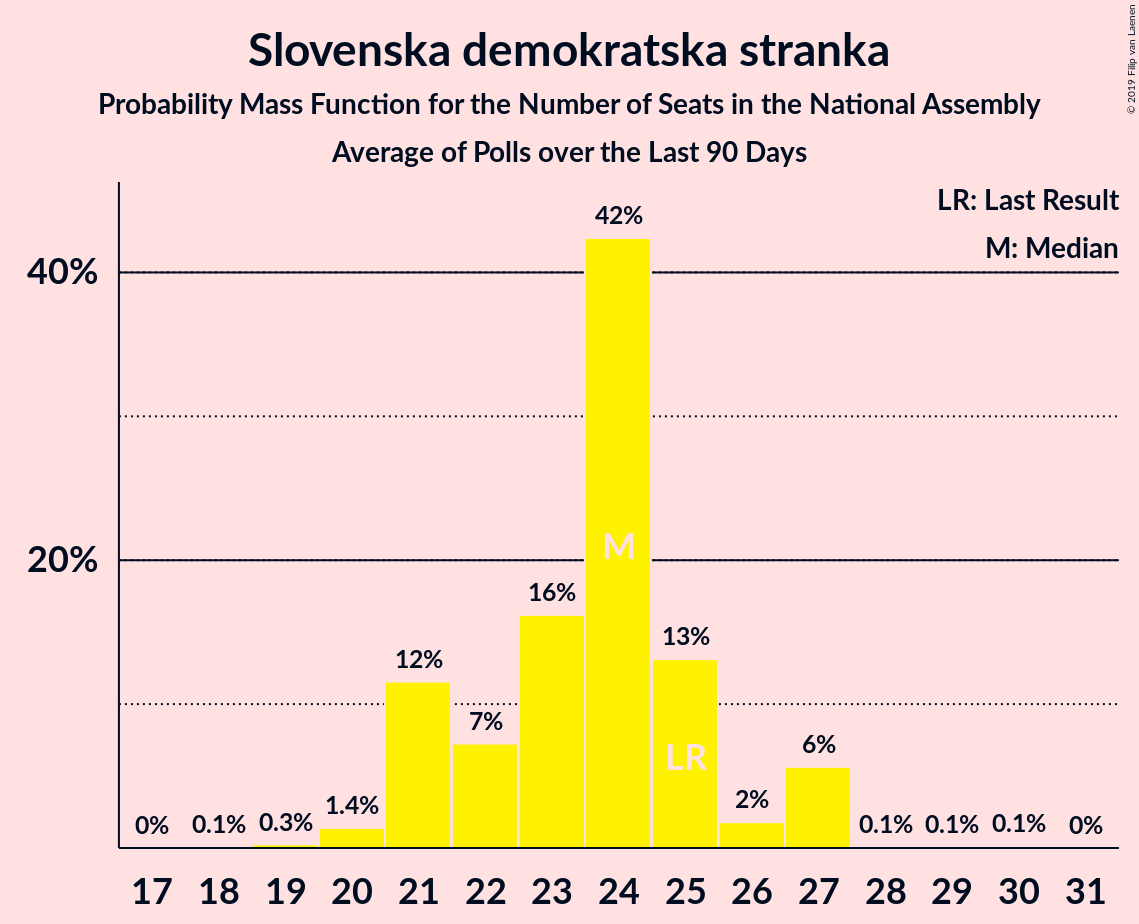 Slovenska demokratska stranka
Probability Mass Function for the Number of Seats in the National Assembly
Average of Polls over the Last 90 Days
© 2019 Filip van Laenen
LR: Last Result
M: Median
40%
20%
0%
0.1%
0.3%
1.4%
12%
7%
16%
42%
13%
2%
6%
0.1%
0.1%
0.1%
0%
M
LR
17 18 19 20 21 22 23 24 25 26 27 28 29 30 31